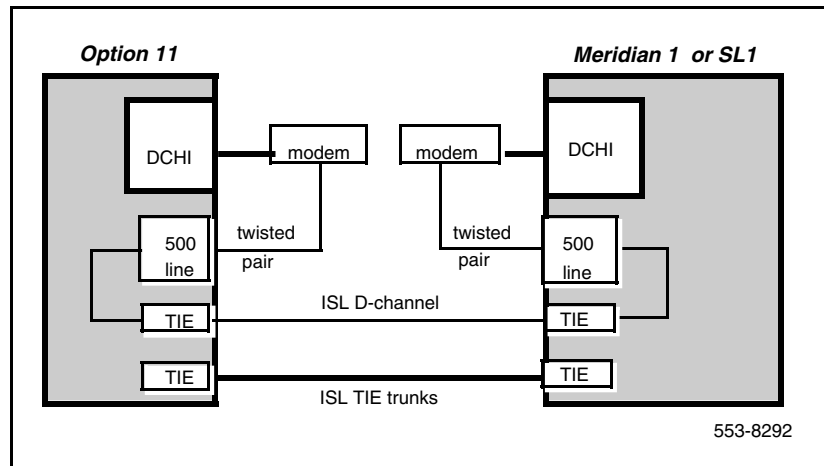 Option 11
Meridian 1 or SL1
DCHI
modem
modem
DCHI
500
line
twisted
pair
twisted
pair
500
line
ISL D-channel
TIE
TIE
TIE
TIE
ISL TIE trunks
553-8292